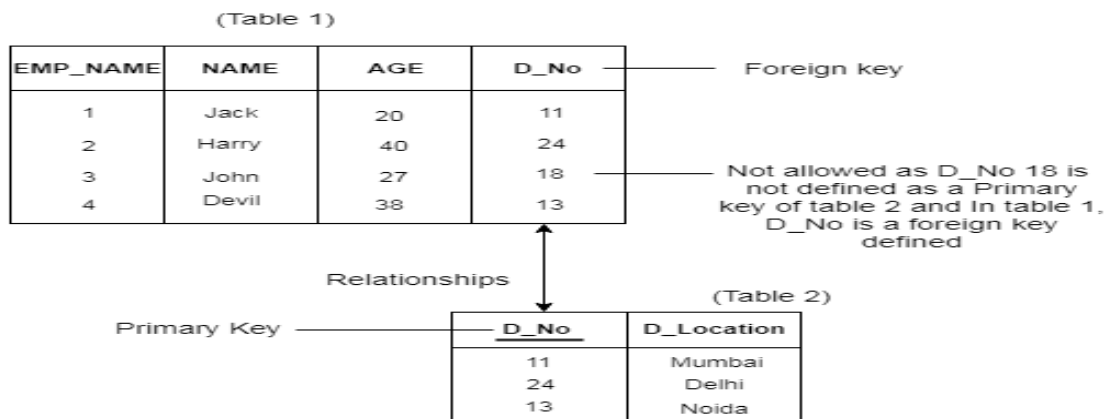 (Table 1)
EMP_NAME NAME AGE D_No Foreign key
1 Jack 20 11
2 Harry 40 24
3 John 27 18
4 Devil 38 13
Not allowed as D_No 18 is
not defined as a Primary
key of table 2 and In table 1,
D_No is a foreign key
defined
Relationships
(Table 2)
Primary Key D_No D_Location
11 Mumbai
24 Delhi
13 Noida